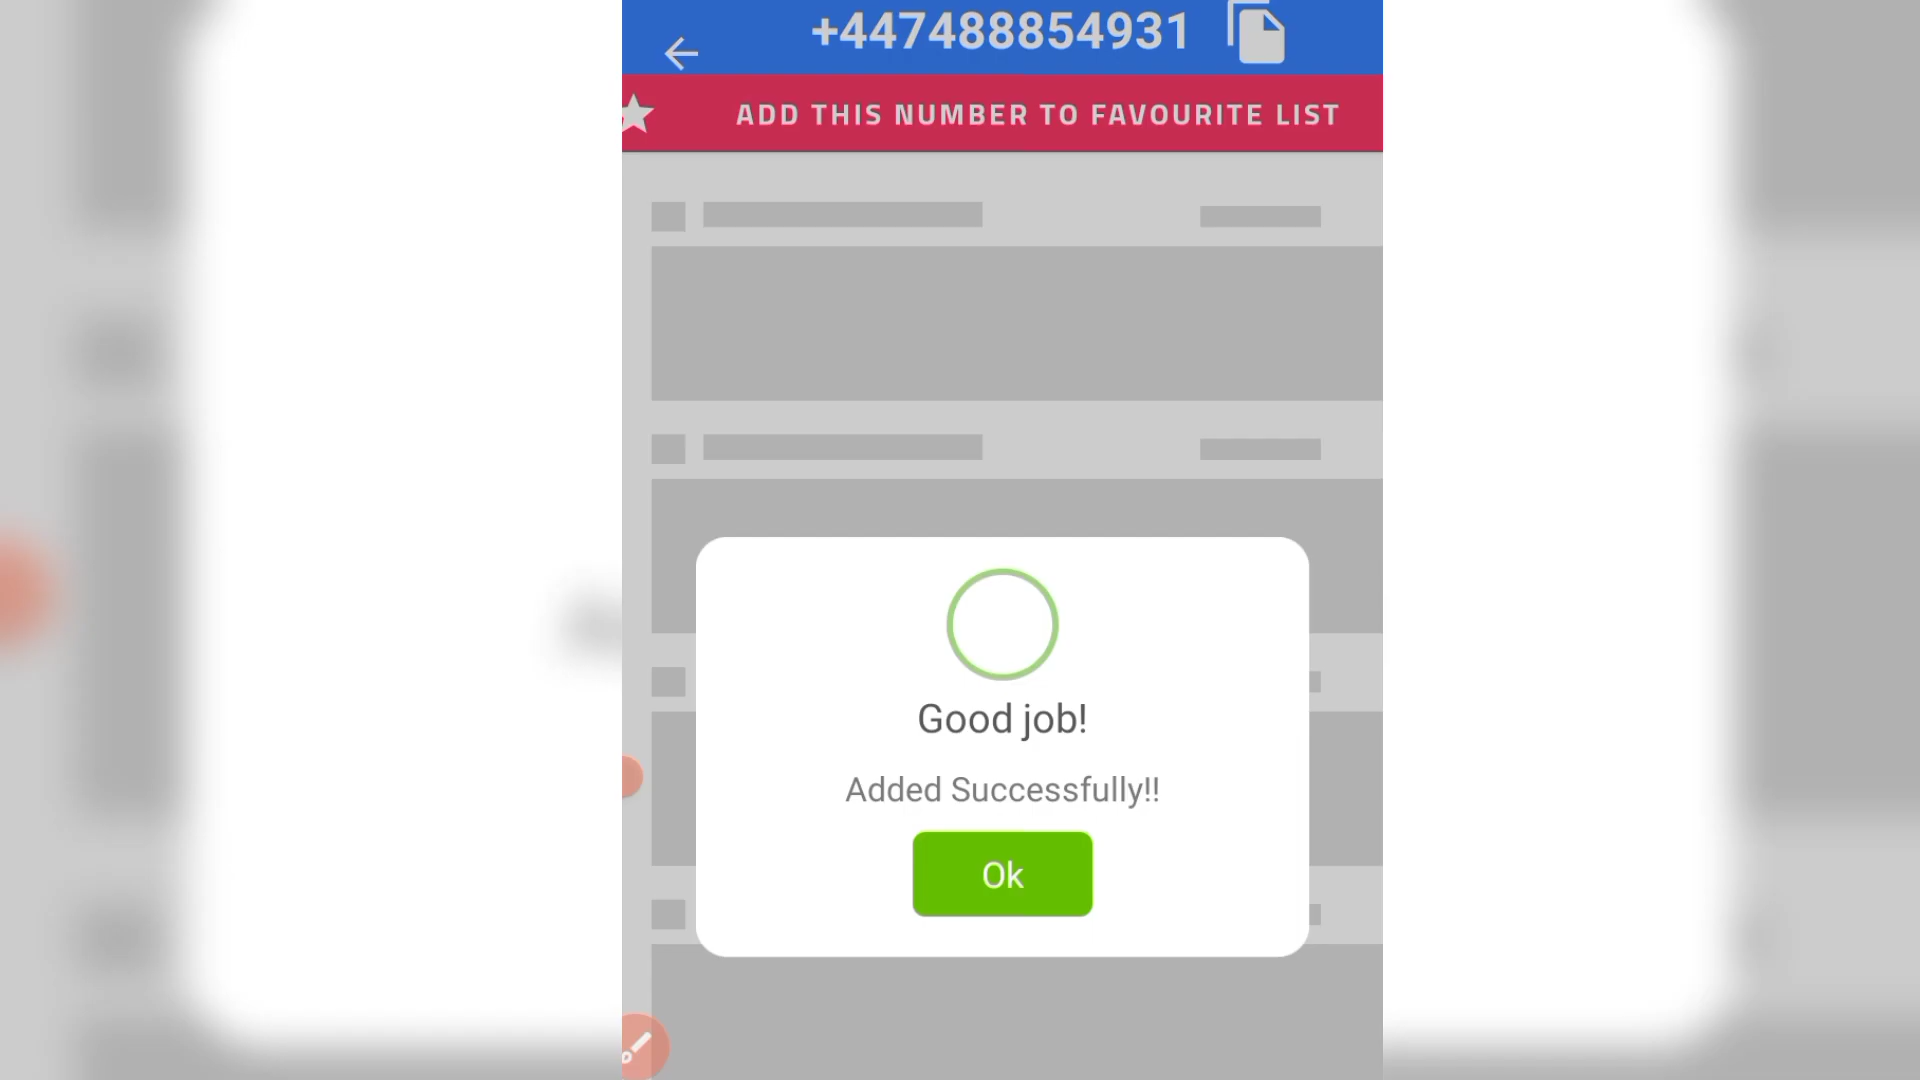 +447488854931
ADD THIS NUMBER TO FAVOURITE LIST
Good job!
Added Successfully!!
Ok